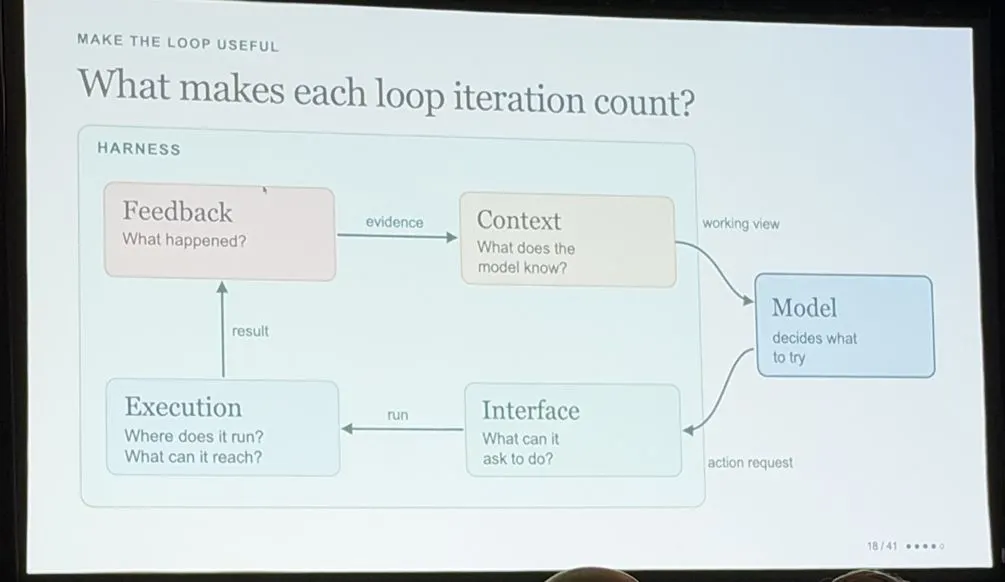 MAKE THE LOOP USEFUL
What makes each loop iteration count?
HARNESS
Feedback
What happened?
evidence
Context
What does the
model know?
working view
Model
decides what
to try
result
Execution
Where does it run?
What can it reach?
run
Interface
What can it
ask to do?
action request
18/41